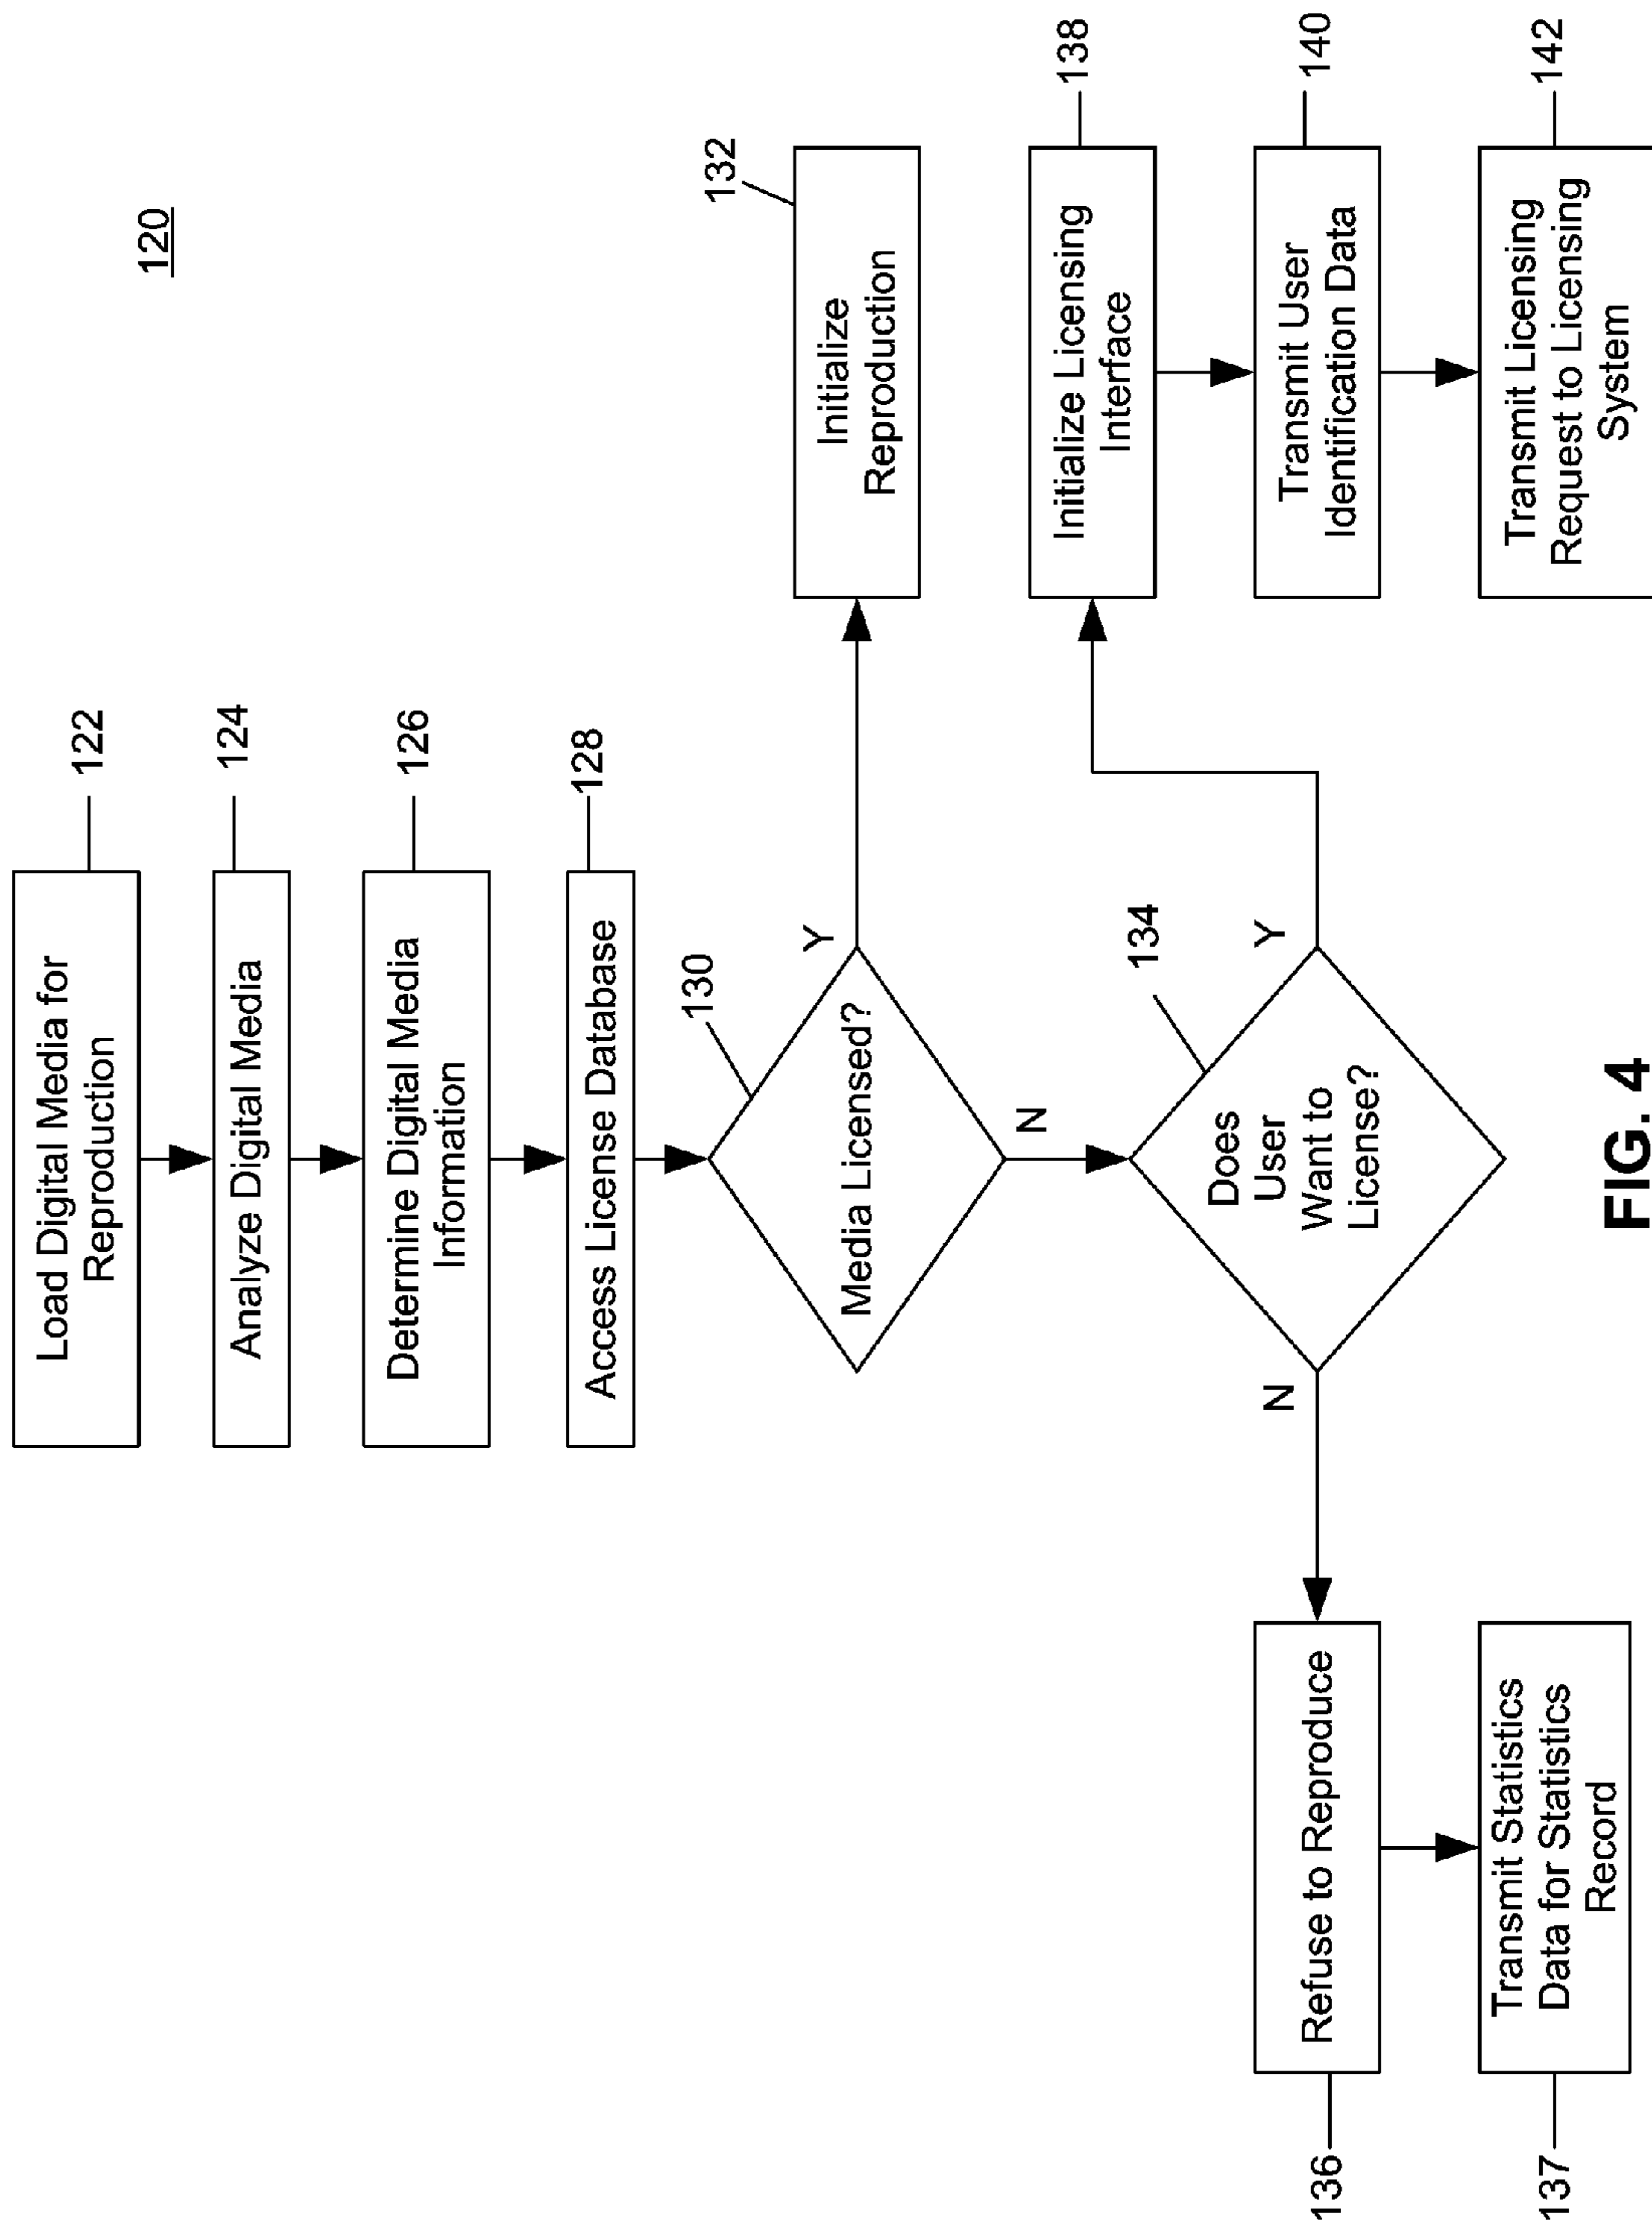 120
Load Digital Media for
Reproduction
122
Analyze Digital Media
124
Determine Digital Media
Information
126
Access License Database
128
Media Licensed?
130
Y
N
Initialize
Reproduction
132
Does
User
Want to
License?
134
Y
N
Initialize Licensing
Interface
138
Transmit User
Identification Data
140
Transmit Licensing
Request to Licensing
System
142
Refuse to Reproduce
136
Transmit Statistics
Data for Statistics
Record
137
FIG. 4